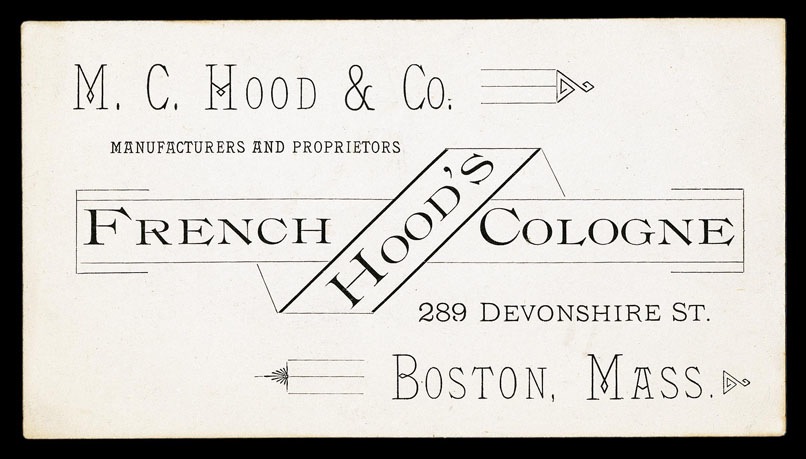 M. C. HOOD & CO.
MANUFACTURERS AND PROPRIETORS
FRENCH HOOD'S COLOGNE
289 DEVONSHIRE ST.
BOSTON, MASS.